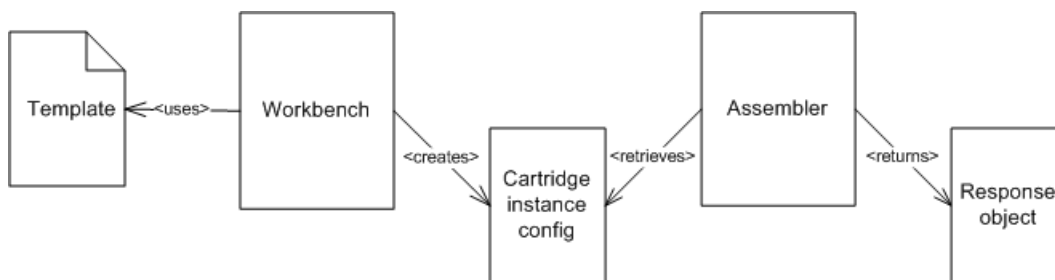 Template
<uses>
Workbench
<creates>
Cartridge
instance
config
<retrieves>
Assembler
<returns>
Response
object